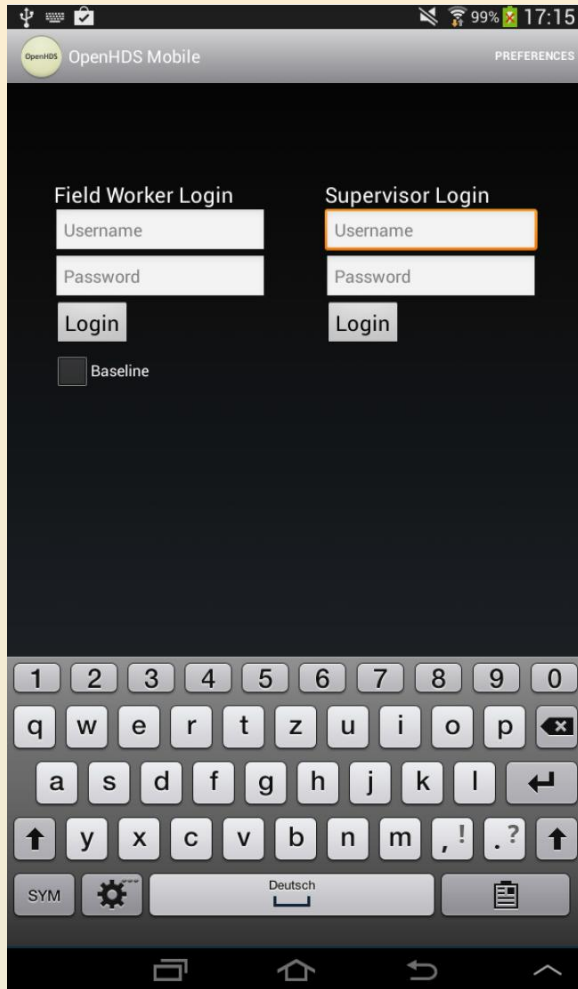 99% 17:15
OpenHDS OpenHDS Mobile PREFERENCES
Field Worker Login Supervisor Login
Username Username
Password Password
Login Login
Baseline
1 2 3 4 5 6 7 8 9 0
q w e r t z u i o p
a s d f g h j k l
y x c v b n m , ! . ?
SYM Deutsch